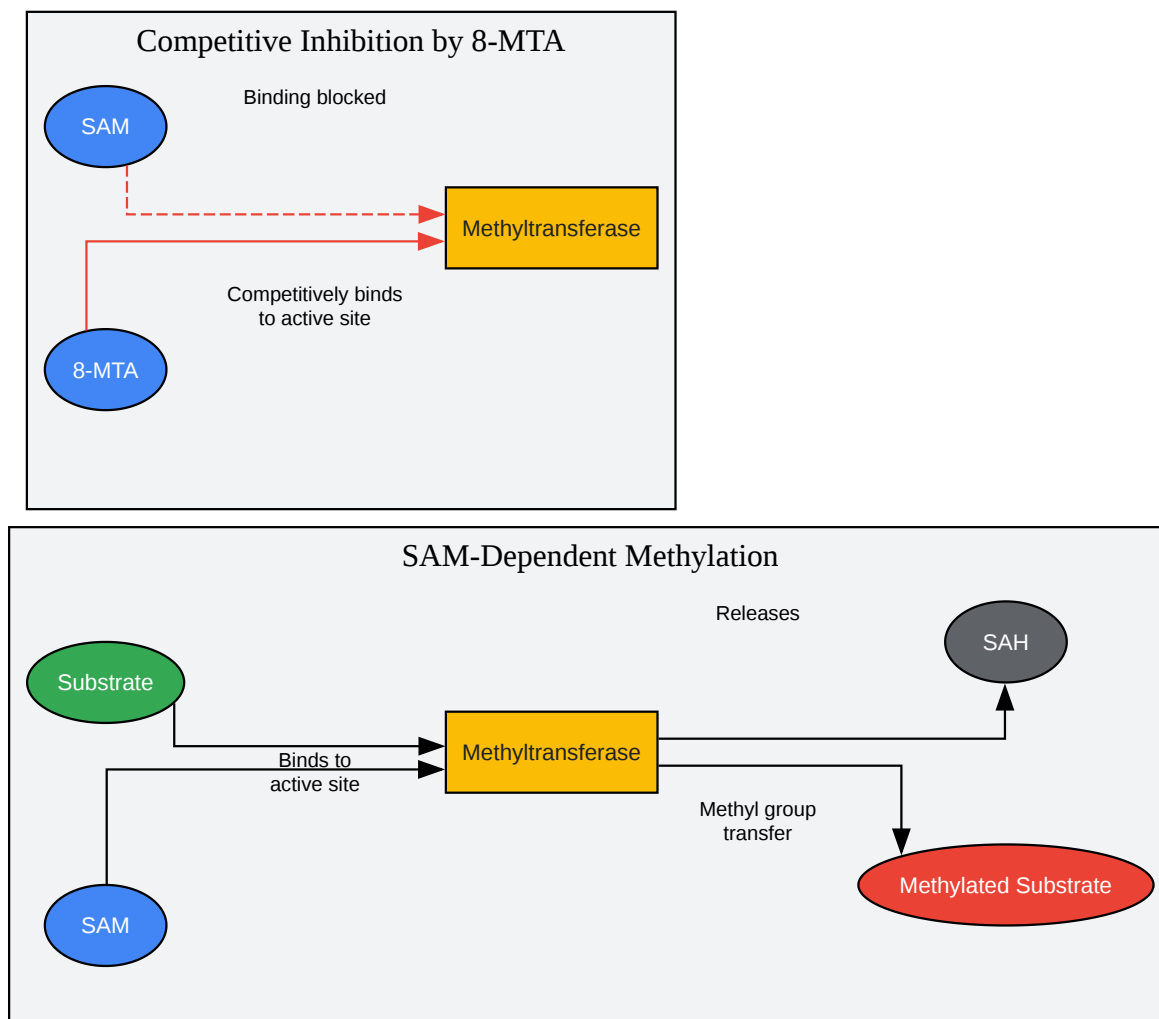 Competitive Inhibition by 8-MTA
Binding blocked
SAM
Methyltransferase
Competitively binds
to active site
8-MTA
SAM-Dependent Methylation
Releases
SAH
Substrate
Methyltransferase
Binds to
active site
Methyl group
transfer
Methylated Substrate
SAM